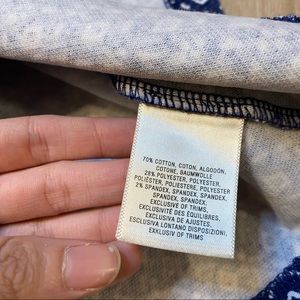 70% COTTON, COTON, ALGODÓN,
COTONE, BAUMWOLLE
28% POLYESTER, POLYESTER,
POLIÉSTER, POLIESTERE, POLYESTER
2% SPANDEX, SPANDEX,
SPANDEX, SPANDEX, SPANDEX;
EXCLUSIVE OF TRIMS,
EXCLUSIVITÉ DES ÉQUILIBRES,
EXCLUSIVA DE AJUSTES,
ESCLUSIVA LONTANO DISPOSIZIONI,
EXKLUSIV OF TRIMS